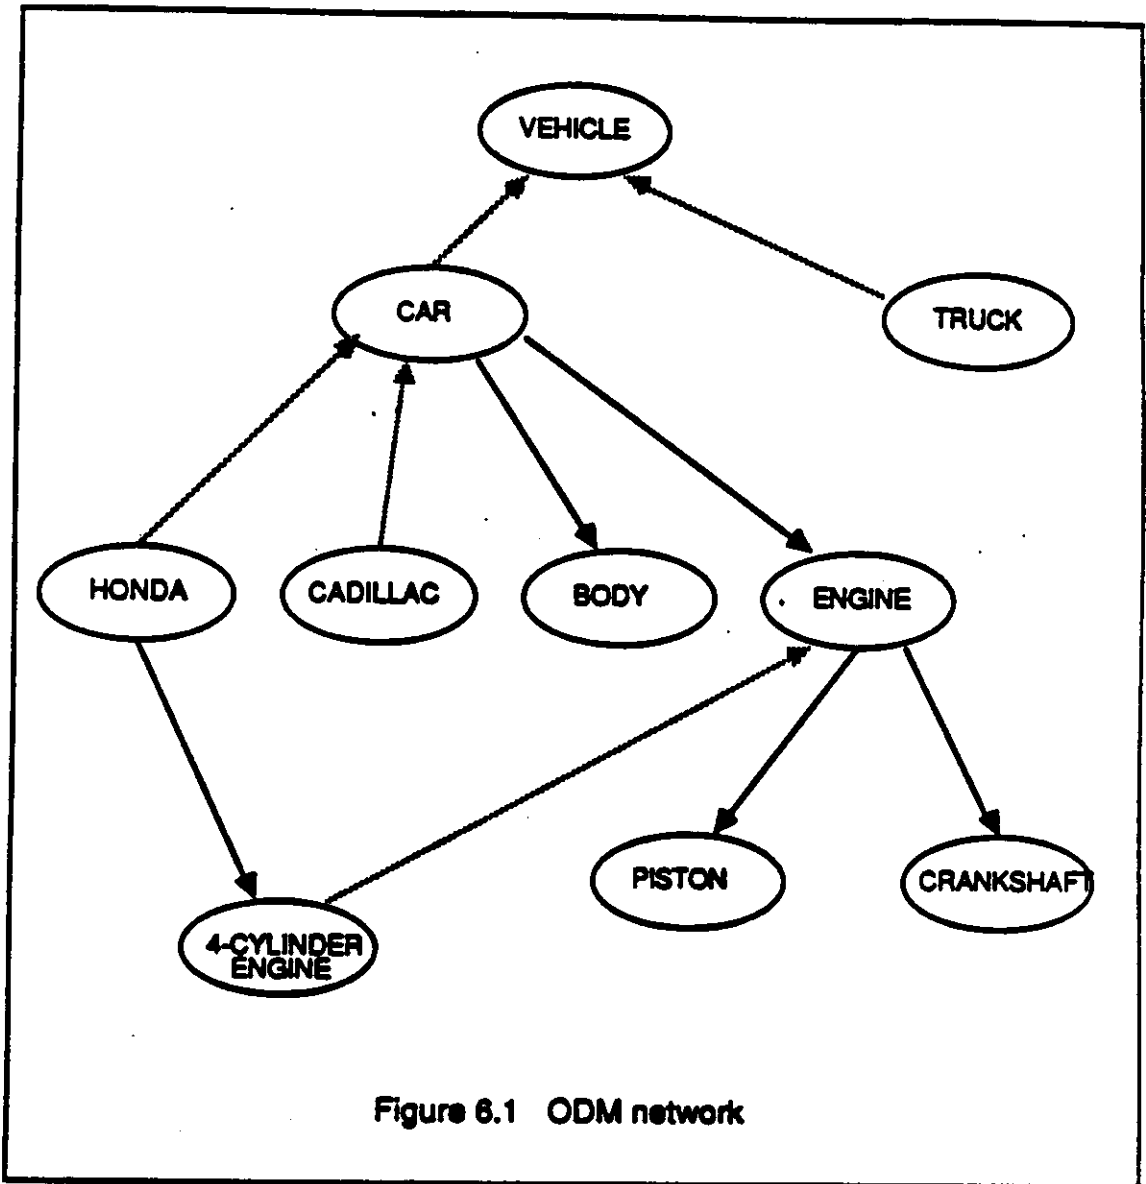 VEHICLE
CAR
TRUCK
HONDA
CADILLAC
BODY
ENGINE
PISTON
CRANKSHAFT
4-CYLINDER
ENGINE
Figure 6.1 ODM network